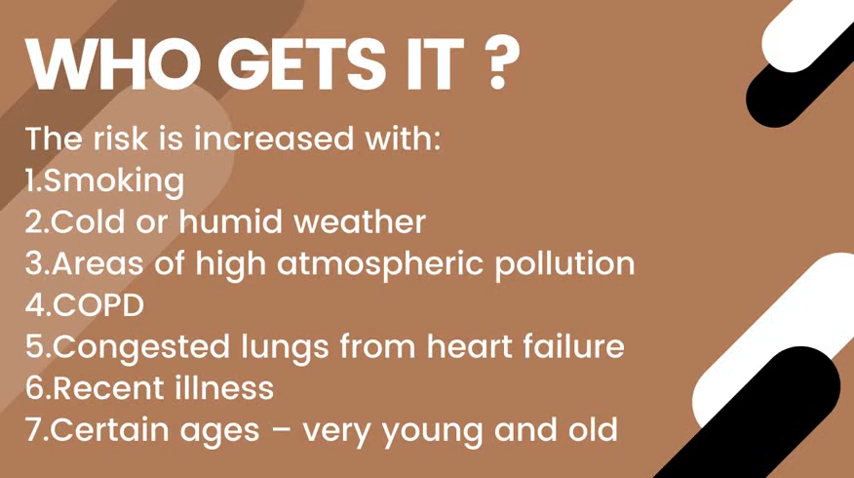 WHO GETS IT ?
The risk is increased with:
1.Smoking
2.Cold or humid weather
3.Areas of high atmospheric pollution
4.COPD
5.Congested lungs from heart failure
6.Recent illness
7.Certain ages – very young and old